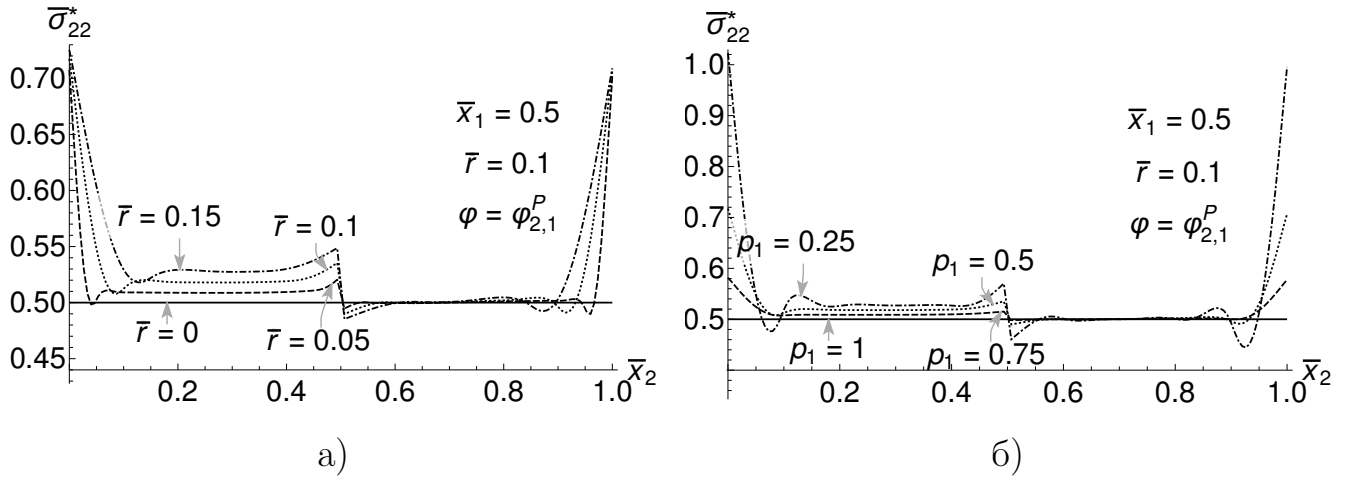 σ̅*₂₂
0.70
0.65
0.60
0.55
0.50
0.45
x̅₁ = 0.5
r̅ = 0.1
φ = φᴾ₂,₁
r̅ = 0.15
r̅ = 0.1
r̅ = 0
r̅ = 0.05
0.2 0.4 0.6 0.8 1.0
x̅₂
а)
σ̅*₂₂
1.0
0.9
0.8
0.7
0.6
0.5
x̅₁ = 0.5
r̅ = 0.1
φ = φᴾ₂,₁
p₁ = 0.25
p₁ = 0.5
p₁ = 1
p₁ = 0.75
0.2 0.4 0.6 0.8 1.0
x̅₂
б)